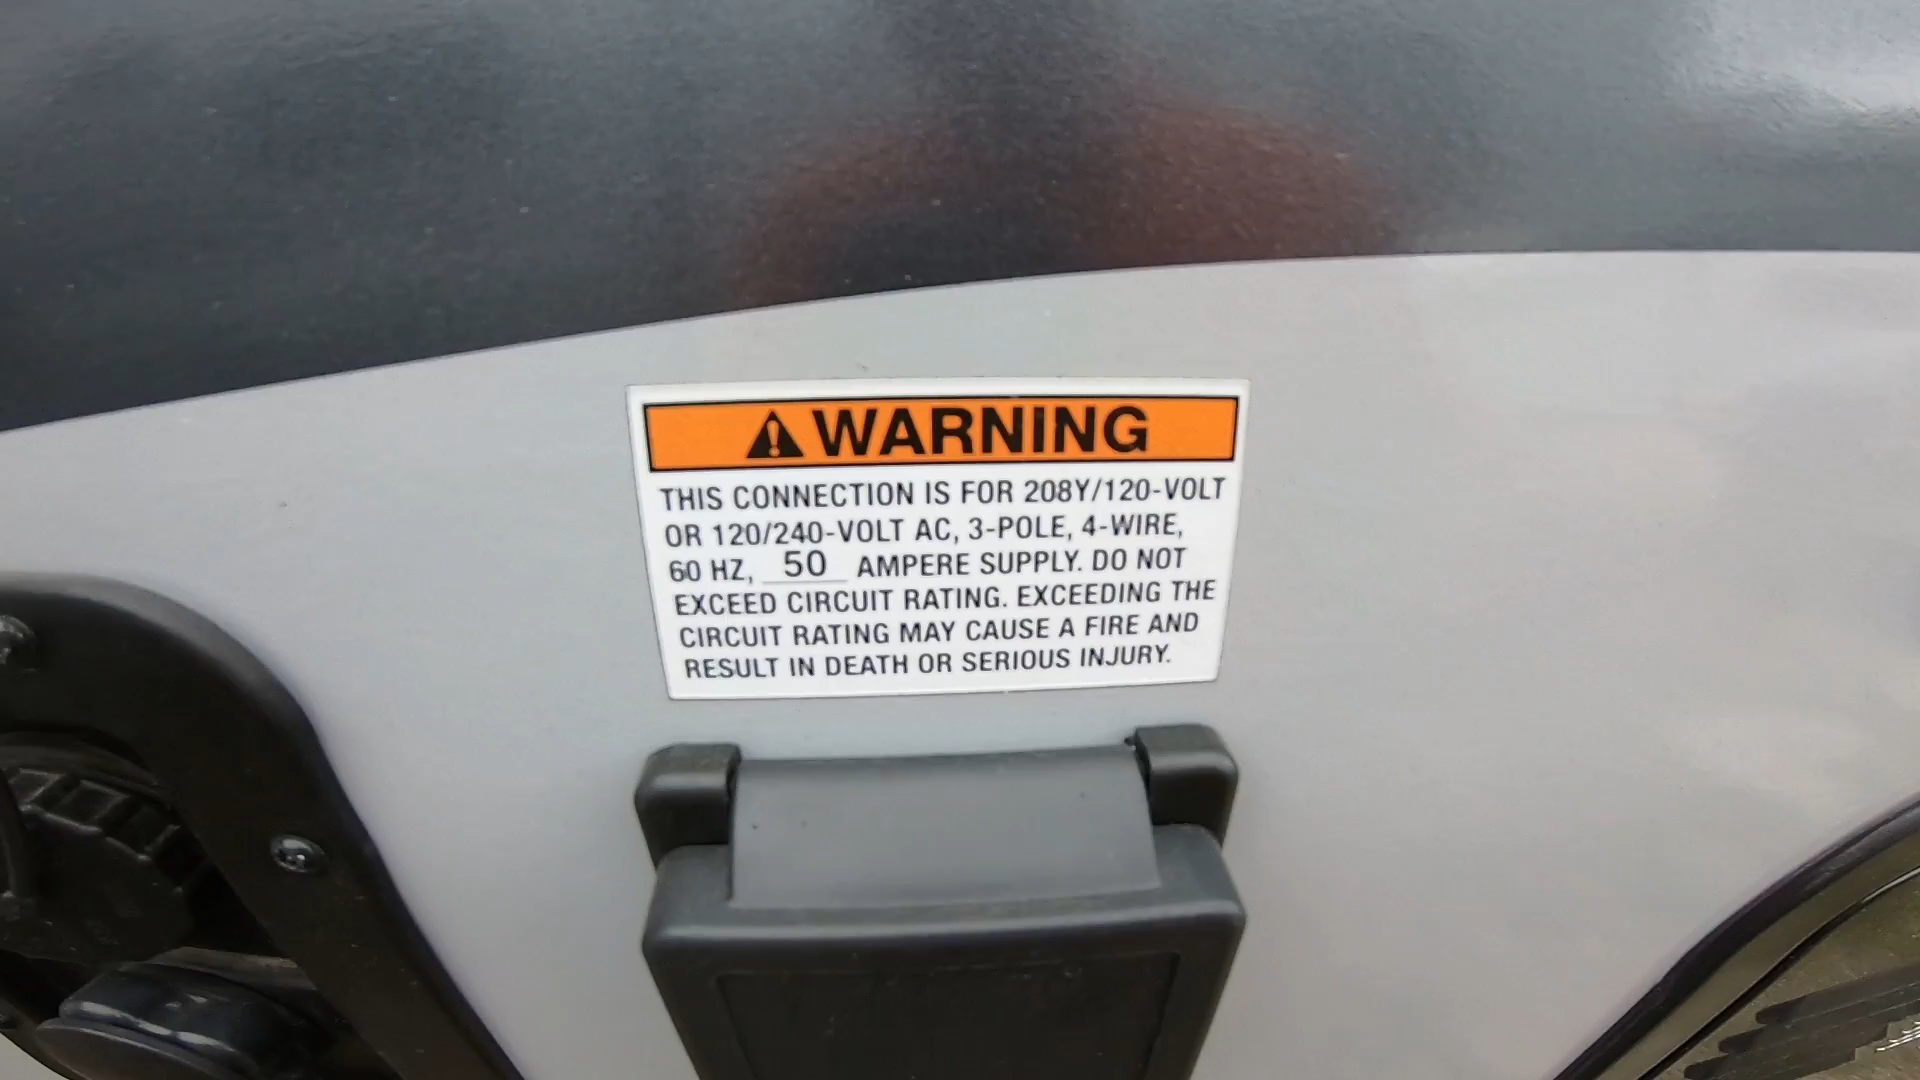 WARNING
THIS CONNECTION IS FOR 208Y/120-VOLT
OR 120/240-VOLT AC, 3-POLE, 4-WIRE,
60 HZ, 50 AMPERE SUPPLY. DO NOT
EXCEED CIRCUIT RATING. EXCEEDING THE
CIRCUIT RATING MAY CAUSE A FIRE AND
RESULT IN DEATH OR SERIOUS INJURY.